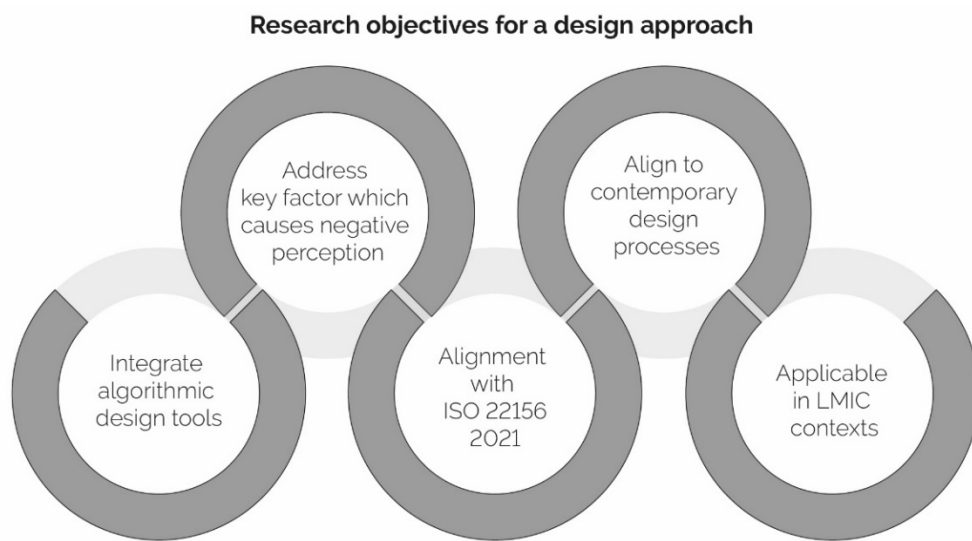 Research objectives for a design approach
Integrate
algorithmic
design tools
Address
key factor which
causes negative
perception
Alignment
with
ISO 22156
2021
Align to
contemporary
design
processes
Applicable
in LMIC
contexts